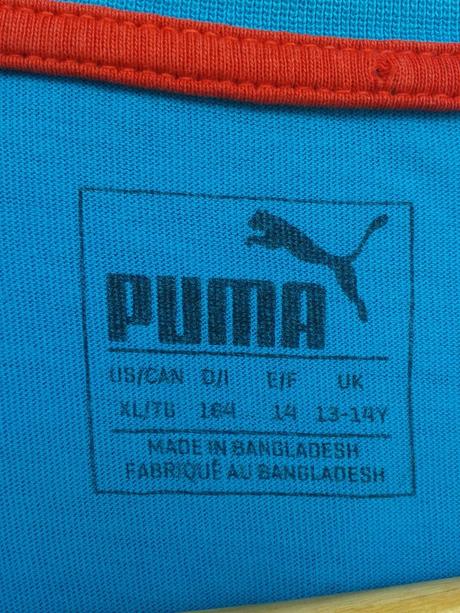 PUMA
US/CAN D/I E/F UK
XL/TG 164 14 13-14Y
MADE IN BANGLADESH
FABRIQUÉ AU BANGLADESH